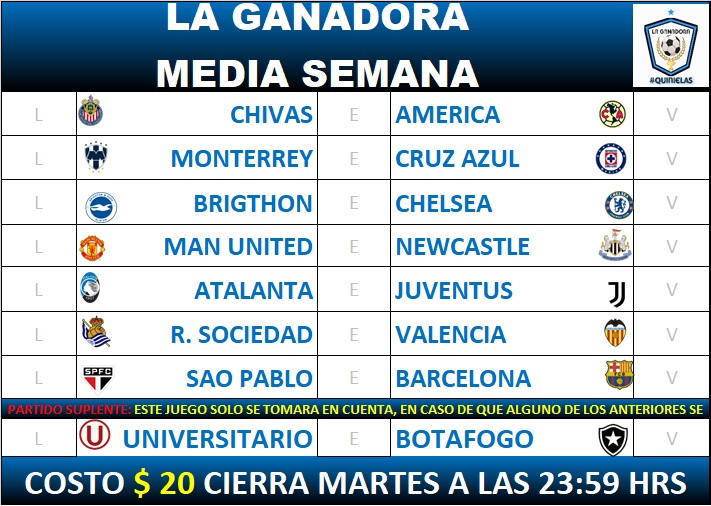 LA GANADORA
MEDIA SEMANA
LA GANADORA
#QUINIELAS
L CHIVAS E AMERICA V
L MONTERREY E CRUZ AZUL V
L BRIGTHON E CHELSEA V
L MAN UNITED E NEWCASTLE V
L ATALANTA E JUVENTUS V
L R. SOCIEDAD E VALENCIA V
L SPFC SAO PABLO E BARCELONA V
PARTIDO SUPLENTE: ESTE JUEGO SOLO SE TOMARA EN CUENTA, EN CASO DE QUE ALGUNO DE LOS ANTERIORES SE
L U UNIVERSITARIO E BOTAFOGO V
COSTO $ 20 CIERRA MARTES A LAS 23:59 HRS